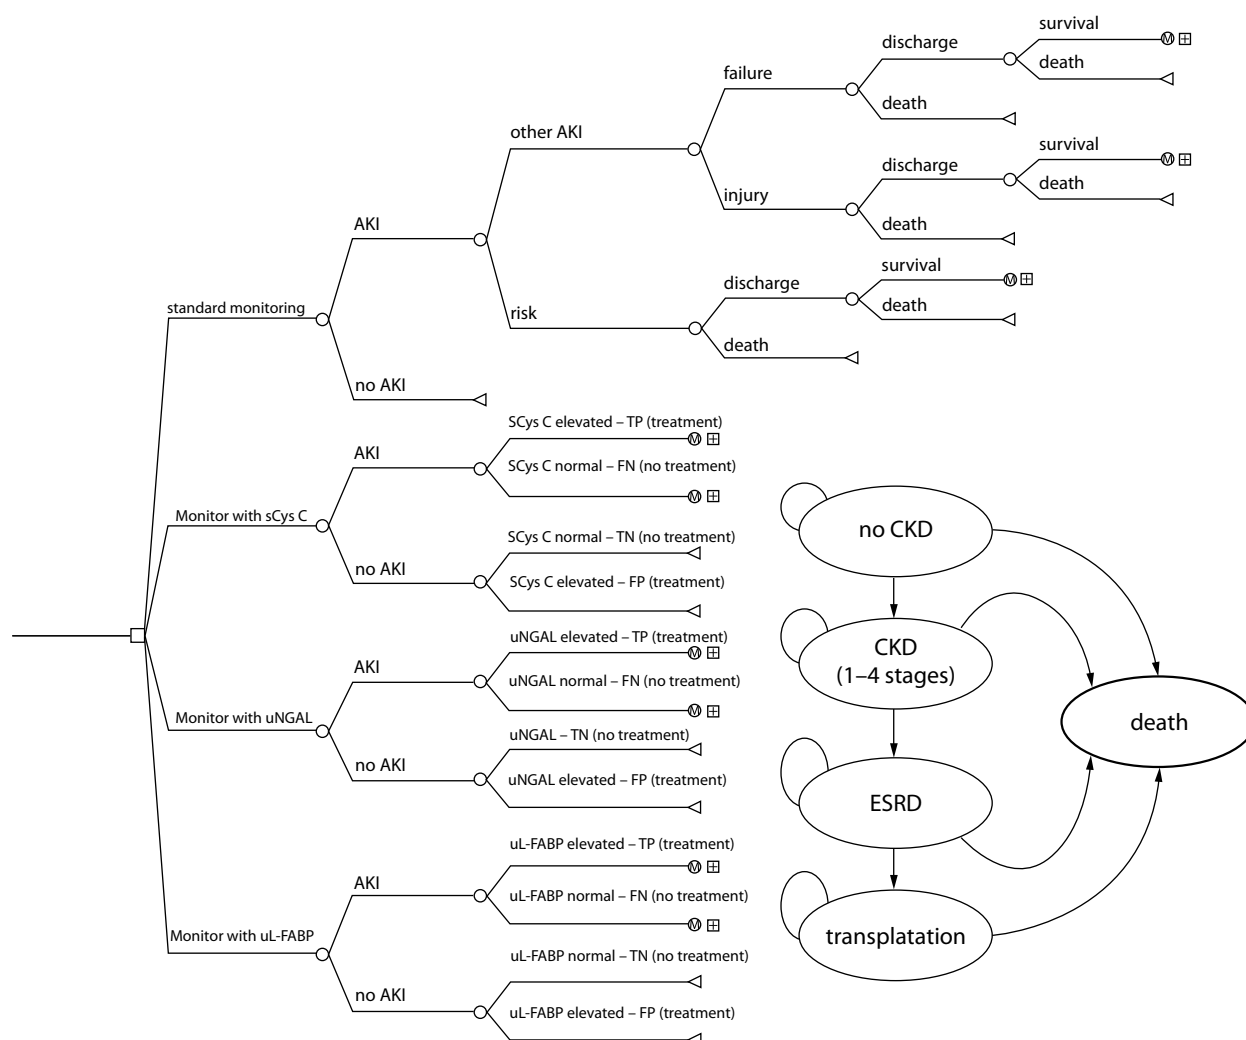 survival
discharge
death
failure
death
other AKI
survival
discharge
death
injury
death
AKI
survival
discharge
death
standard monitoring
risk
death
no AKI
SCys C elevated – TP (treatment)
AKI
SCys C normal – FN (no treatment)
Monitor with sCys C
SCys C normal – TN (no treatment)
no AKI
SCys C elevated – FP (treatment)
uNGAL elevated – TP (treatment)
AKI
uNGAL normal – FN (no treatment)
Monitor with uNGAL
uNGAL – TN (no treatment)
no AKI
uNGAL elevated – FP (treatment)
uL-FABP elevated – TP (treatment)
AKI
uL-FABP normal – FN (no treatment)
Monitor with uL-FABP
uL-FABP normal – TN (no treatment)
no AKI
uL-FABP elevated – FP (treatment)
M
M
M
M
M
M
M
M
M
no CKD
CKD
(1–4 stages)
death
ESRD
transplatation